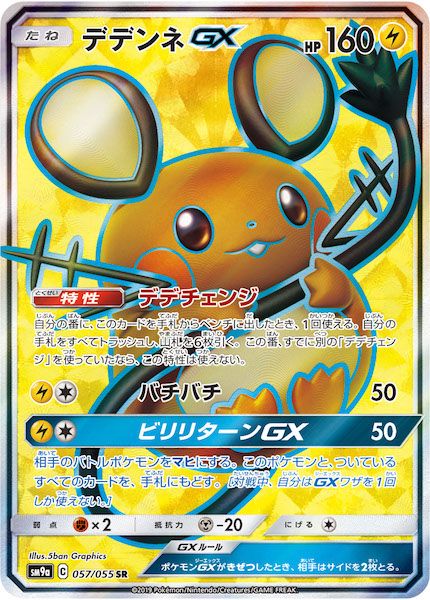 たね デデンネGX HP160
とくせい
特性 デデチェンジ
自分の番に、このカードを手札からベンチに出したとき、1回使える。自分の
手札をすべてトラッシュし、山札を6枚引く。この番、すでに別の「デデチェン
ジ」を使っていたなら、この特性は使えない。
バチバチ 50
ビリリターンGX 50
相手のバトルポケモンをマヒにする。このポケモンと、ついている
すべてのカードを、手札にもどす。[対戦中、自分はGXワザを1回
しか使えない。]
弱点 ×2 抵抗力 -20 にげる
Illus.5ban Graphics
GXルール
sm9a C 057/055 SR
ポケモンGXがきぜつしたとき、相手はサイドを2枚とる。
©2019 Pokémon/Nintendo/Creatures/GAME FREAK